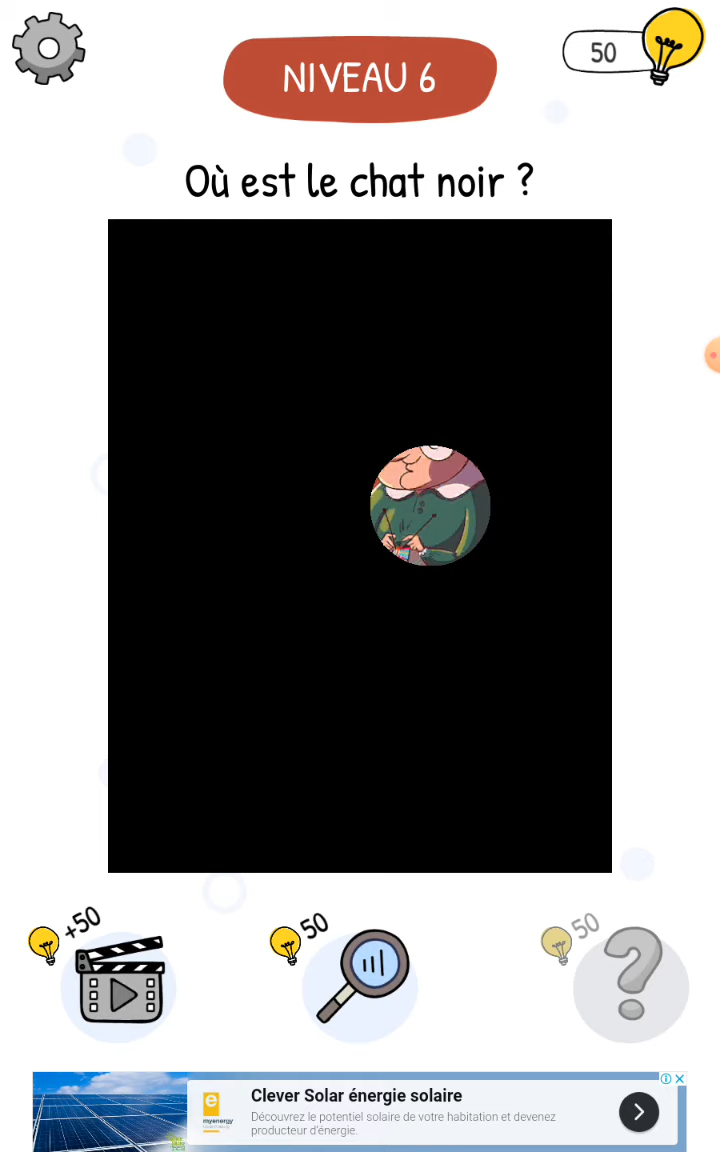 50
NIVEAU 6
Où est le chat noir ?
+50
50
50
Clever Solar énergie solaire
e
myenergy
Découvrez le potentiel solaire de votre habitation et devenez
producteur d'énergie.